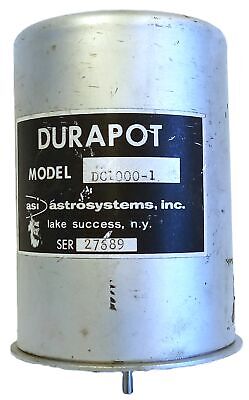 DURAPOT
MODEL DC1000-1
asi astrosystems, inc.
lake success, n.y.
SER 27689